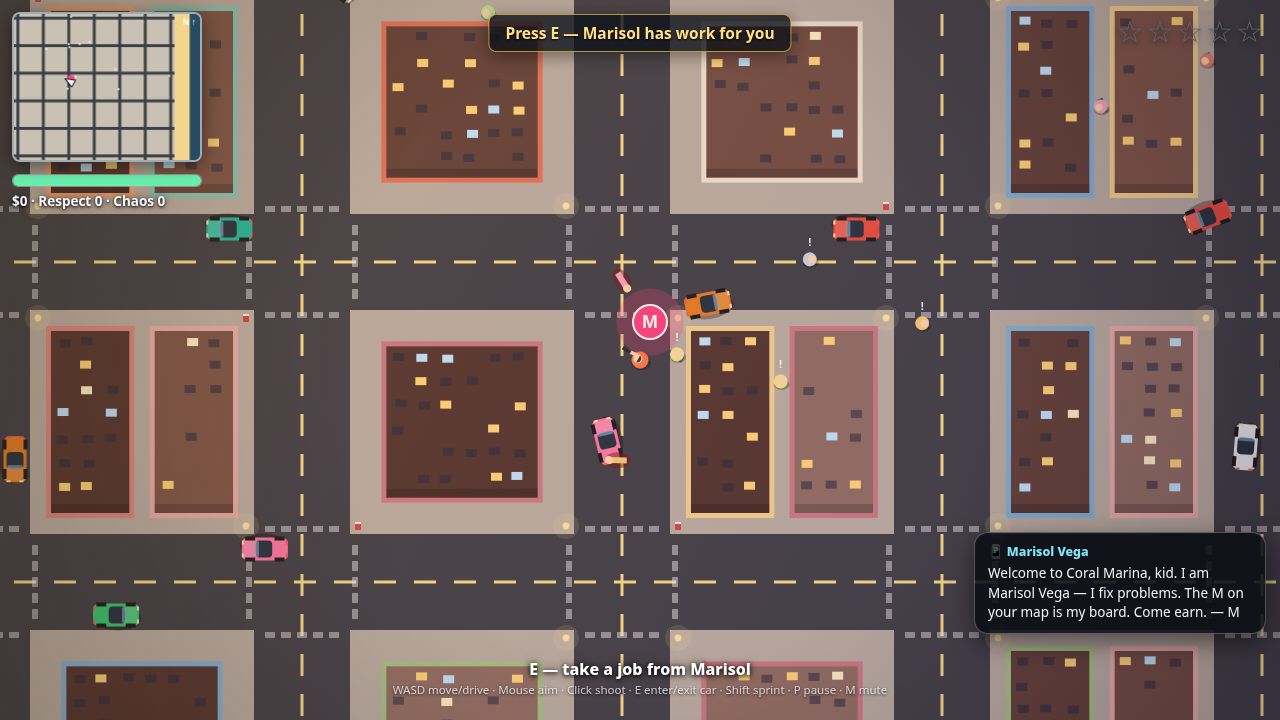 N ↑
Press E — Marisol has work for you
☆☆☆☆☆
$0 · Respect 0 · Chaos 0
!
!
!
!
M
📱 Marisol Vega
Welcome to Coral Marina, kid. I am
Marisol Vega — I fix problems. The M on
your map is my board. Come earn. — M
E — take a job from Marisol
WASD move/drive · Mouse aim · Click shoot · E enter/exit car · Shift sprint · P pause · M mute